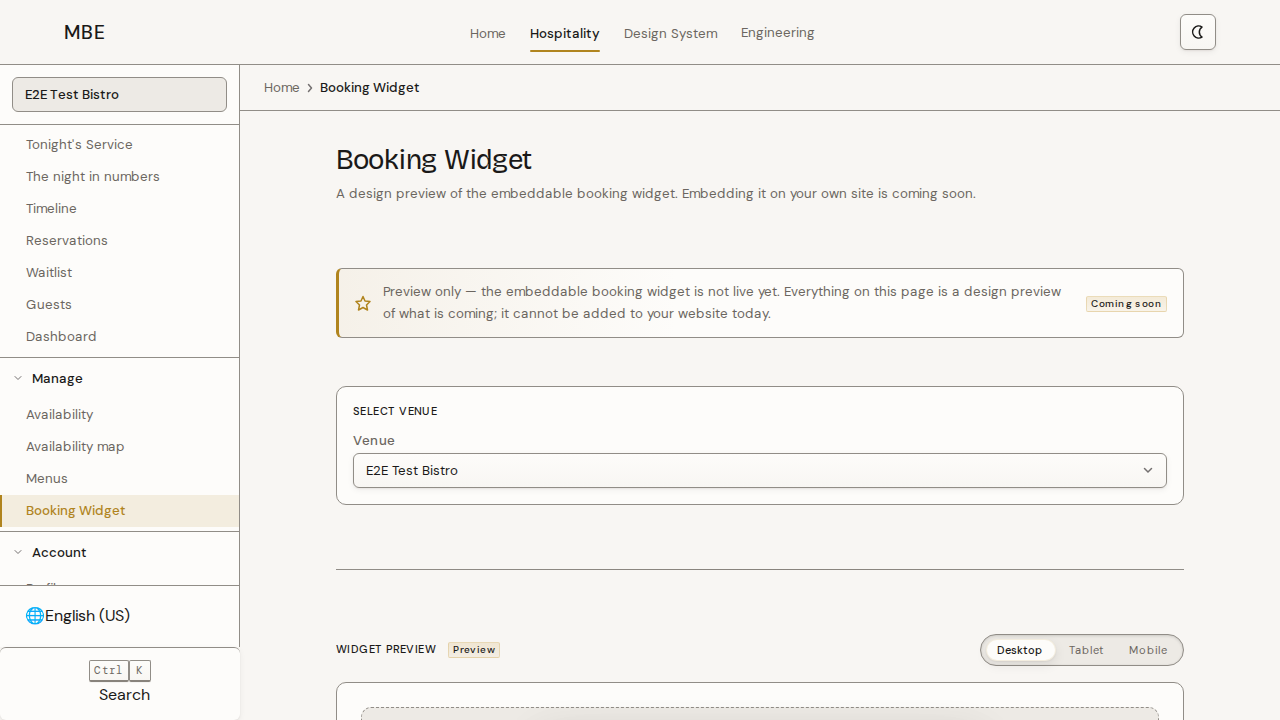 MBE
Home
Hospitality
Design System
Engineering
E2E Test Bistro
Home
Booking Widget
Tonight's Service
The night in numbers
Timeline
Reservations
Waitlist
Guests
Dashboard
Manage
Availability
Availability map
Menus
Booking Widget
Account
English (US)
Ctrl K
Search
Booking Widget
A design preview of the embeddable booking widget. Embedding it on your own site is coming soon.
Preview only — the embeddable booking widget is not live yet. Everything on this page is a design preview
of what is coming; it cannot be added to your website today.
Coming soon
SELECT VENUE
Venue
E2E Test Bistro
WIDGET PREVIEW
Preview
Desktop
Tablet
Mobile